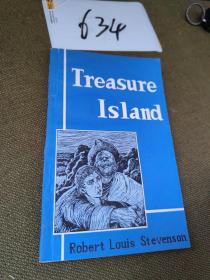 634
Treasure
Island
Robert Louis Stevenson